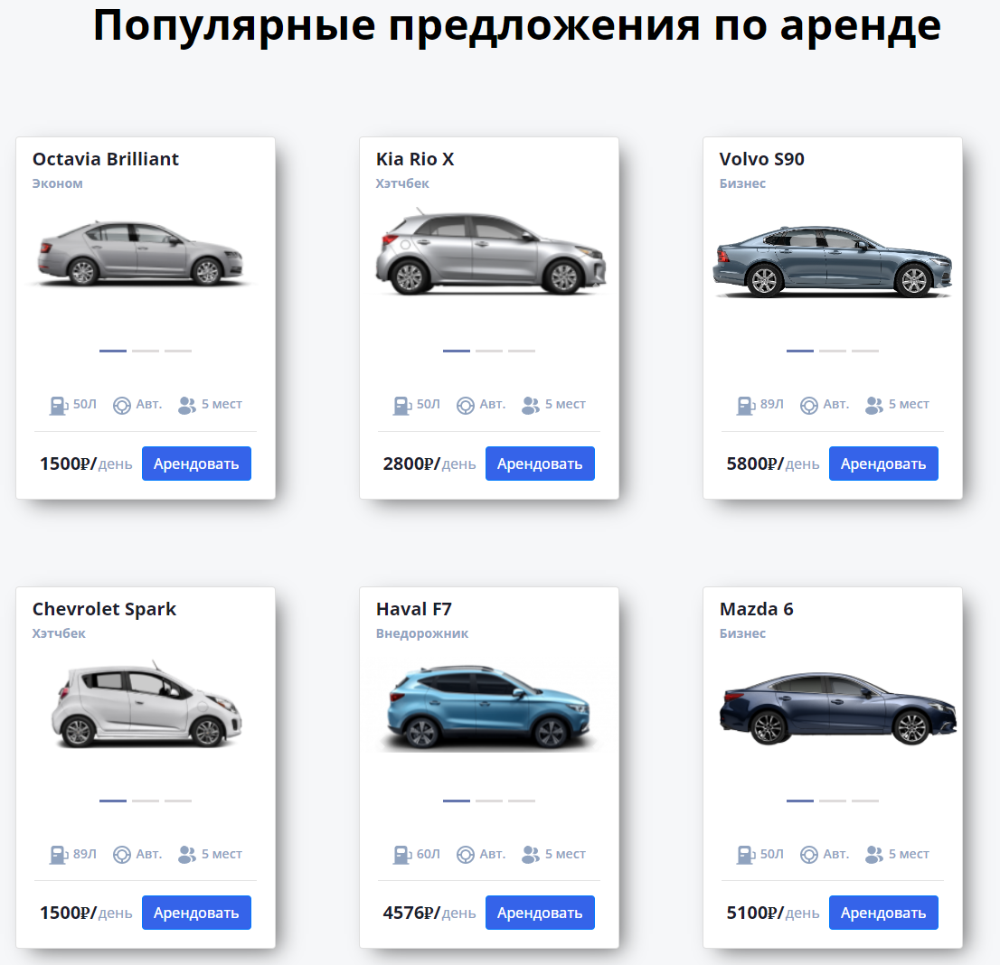 Популярные предложения по аренде
Octavia Brilliant
Эконом
50Л Авт. 5 мест
1500₽/день Арендовать
Kia Rio X
Хэтчбек
50Л Авт. 5 мест
2800₽/день Арендовать
Volvo S90
Бизнес
89Л Авт. 5 мест
5800₽/день Арендовать
Chevrolet Spark
Хэтчбек
89Л Авт. 5 мест
1500₽/день Арендовать
Haval F7
Внедорожник
60Л Авт. 5 мест
4576₽/день Арендовать
Mazda 6
Бизнес
50Л Авт. 5 мест
5100₽/день Арендовать